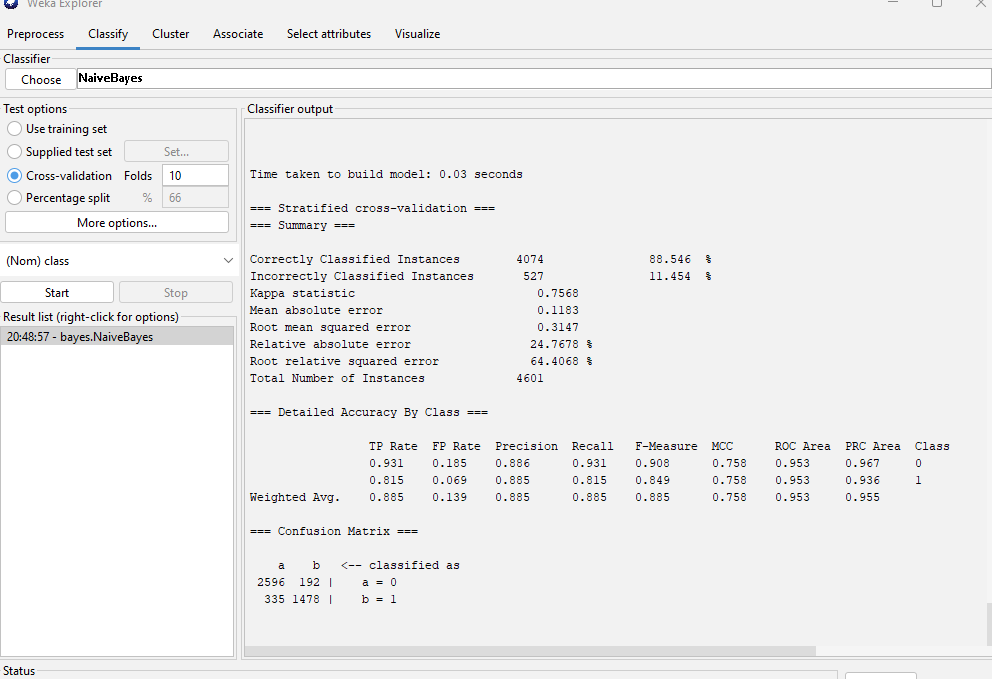 Weka Explorer
Preprocess Classify Cluster Associate Select attributes Visualize
Classifier
Choose NaiveBayes
Test options
Use training set
Supplied test set Set...
Cross-validation Folds 10
Percentage split % 66
More options...
(Nom) class
Start Stop
Result list (right-click for options)
20:48:57 - bayes.NaiveBayes
Classifier output
Time taken to build model: 0.03 seconds
=== Stratified cross-validation ===
=== Summary ===
Correctly Classified Instances 4074 88.546 %
Incorrectly Classified Instances 527 11.454 %
Kappa statistic 0.7568
Mean absolute error 0.1183
Root mean squared error 0.3147
Relative absolute error 24.7678 %
Root relative squared error 64.4068 %
Total Number of Instances 4601
=== Detailed Accuracy By Class ===
TP Rate FP Rate Precision Recall F-Measure MCC ROC Area PRC Area Class
0.931 0.185 0.886 0.931 0.908 0.758 0.953 0.967 0
0.815 0.069 0.885 0.815 0.849 0.758 0.953 0.936 1
Weighted Avg. 0.885 0.139 0.885 0.885 0.885 0.758 0.953 0.955
=== Confusion Matrix ===
a b <-- classified as
2596 192 | a = 0
335 1478 | b = 1
Status